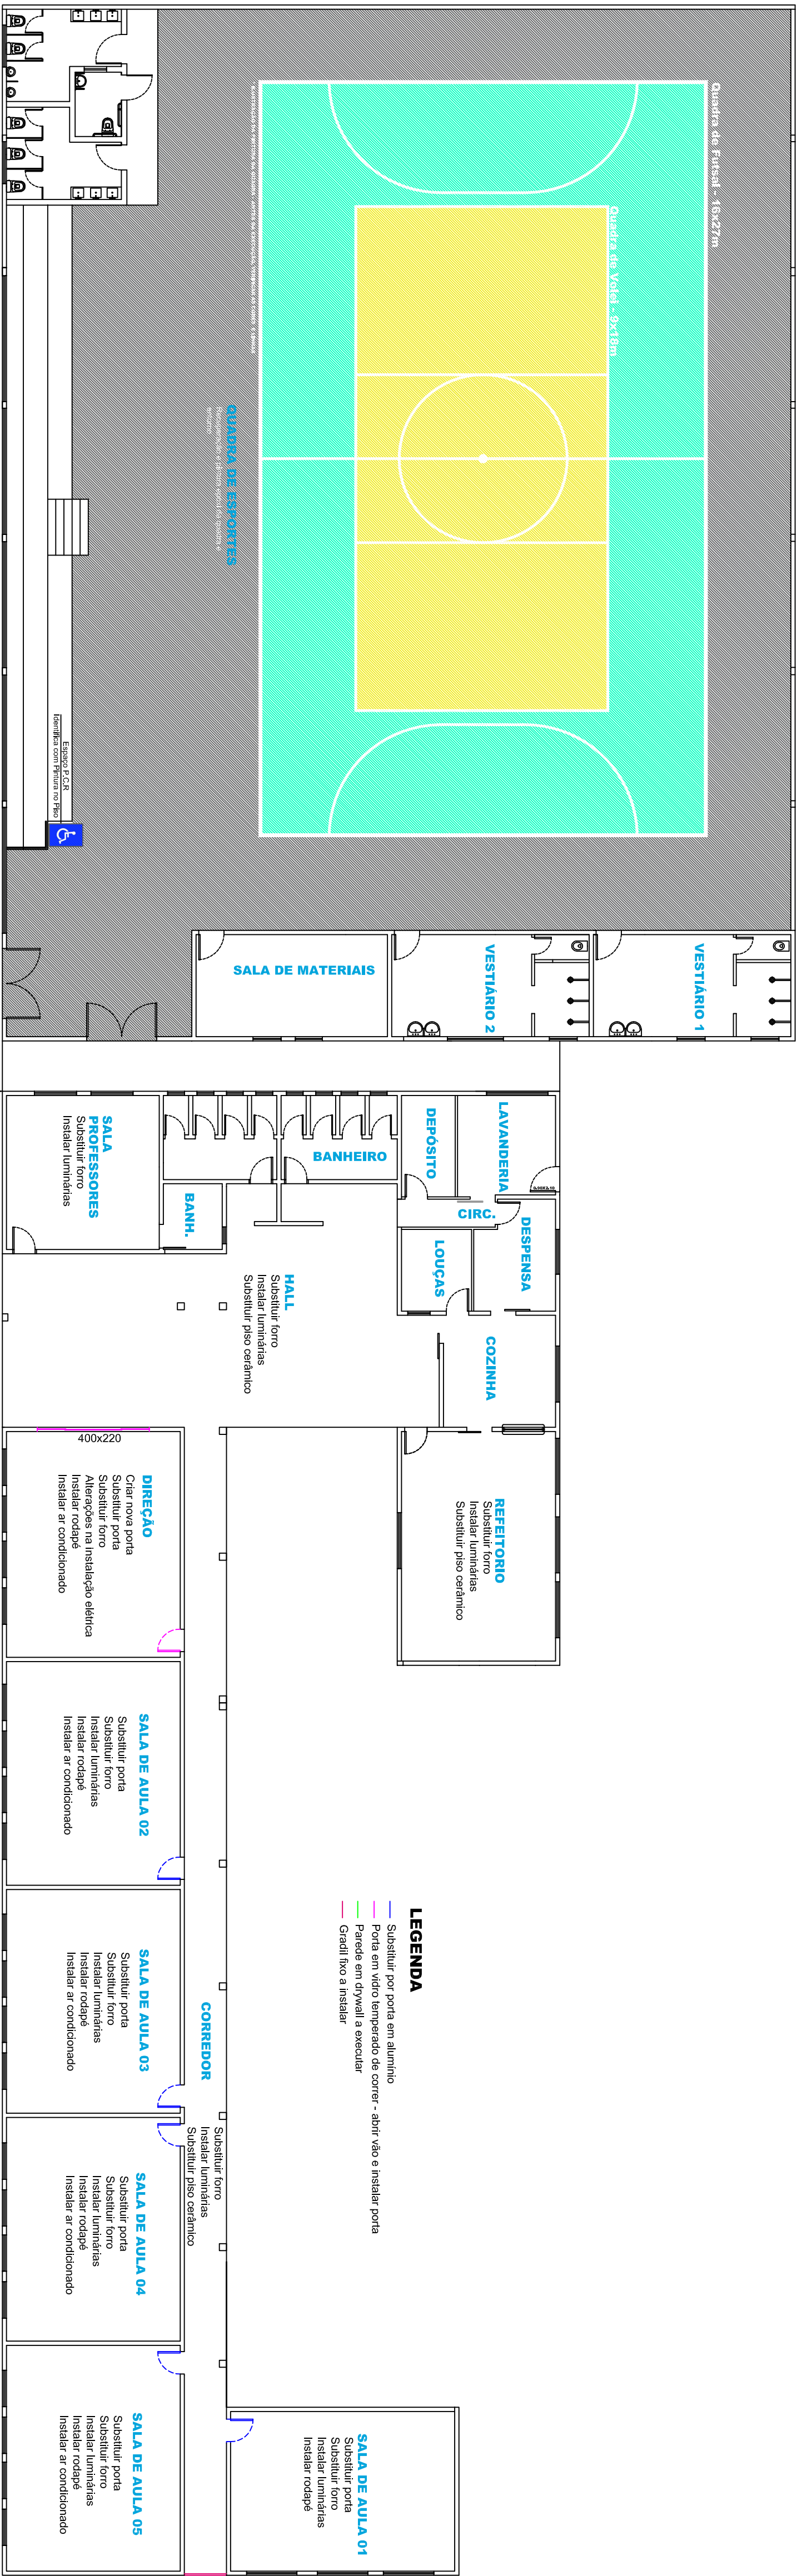 Quadra de Futsal - 16x27m
Quadra de Volei - 9x18m
QUADRA DE ESPORTES
Recuperação e pintura epoxi da quadra e
entorno
Espaço P.C.R
Identifica com Pintura no Piso
VESTIÁRIO 1
VESTIÁRIO 2
SALA DE MATERIAIS
LAVANDERIA
DEPÓSITO
BANHEIRO
BANH.
CIRC.
DESPENSA
LOUÇAS
COZINHA
SALA
PROFESSORES
Substituir forro
Instalar luminárias
HALL
Substituir forro
Instalar luminárias
Substituir piso cerâmico
REFEITORIO
Substituir forro
Instalar luminárias
Substituir piso cerâmico
400x220
DIREÇÃO
Criar nova porta
Substituir porta
Substituir forro
Alterações na instalação elétrica
Instalar rodapé
Instalar ar condicionado
SALA DE AULA 02
Substituir porta
Substituir forro
Instalar luminárias
Instalar rodapé
Instalar ar condicionado
LEGENDA
Substituir por porta em alumínio
Porta em vidro temperado de correr - abrir vão e instalar porta
Parede em drywall a executar
Gradil fixo a instalar
SALA DE AULA 03
Substituir porta
Substituir forro
Instalar luminárias
Instalar rodapé
Instalar ar condicionado
CORREDOR
Substituir forro
Instalar luminárias
Substituir piso cerâmico
SALA DE AULA 04
Substituir porta
Substituir forro
Instalar luminárias
Instalar rodapé
Instalar ar condicionado
SALA DE AULA 05
Substituir porta
Substituir forro
Instalar luminárias
Instalar rodapé
Instalar ar condicionado
SALA DE AULA 01
Substituir porta
Substituir forro
Instalar luminárias
Instalar rodapé